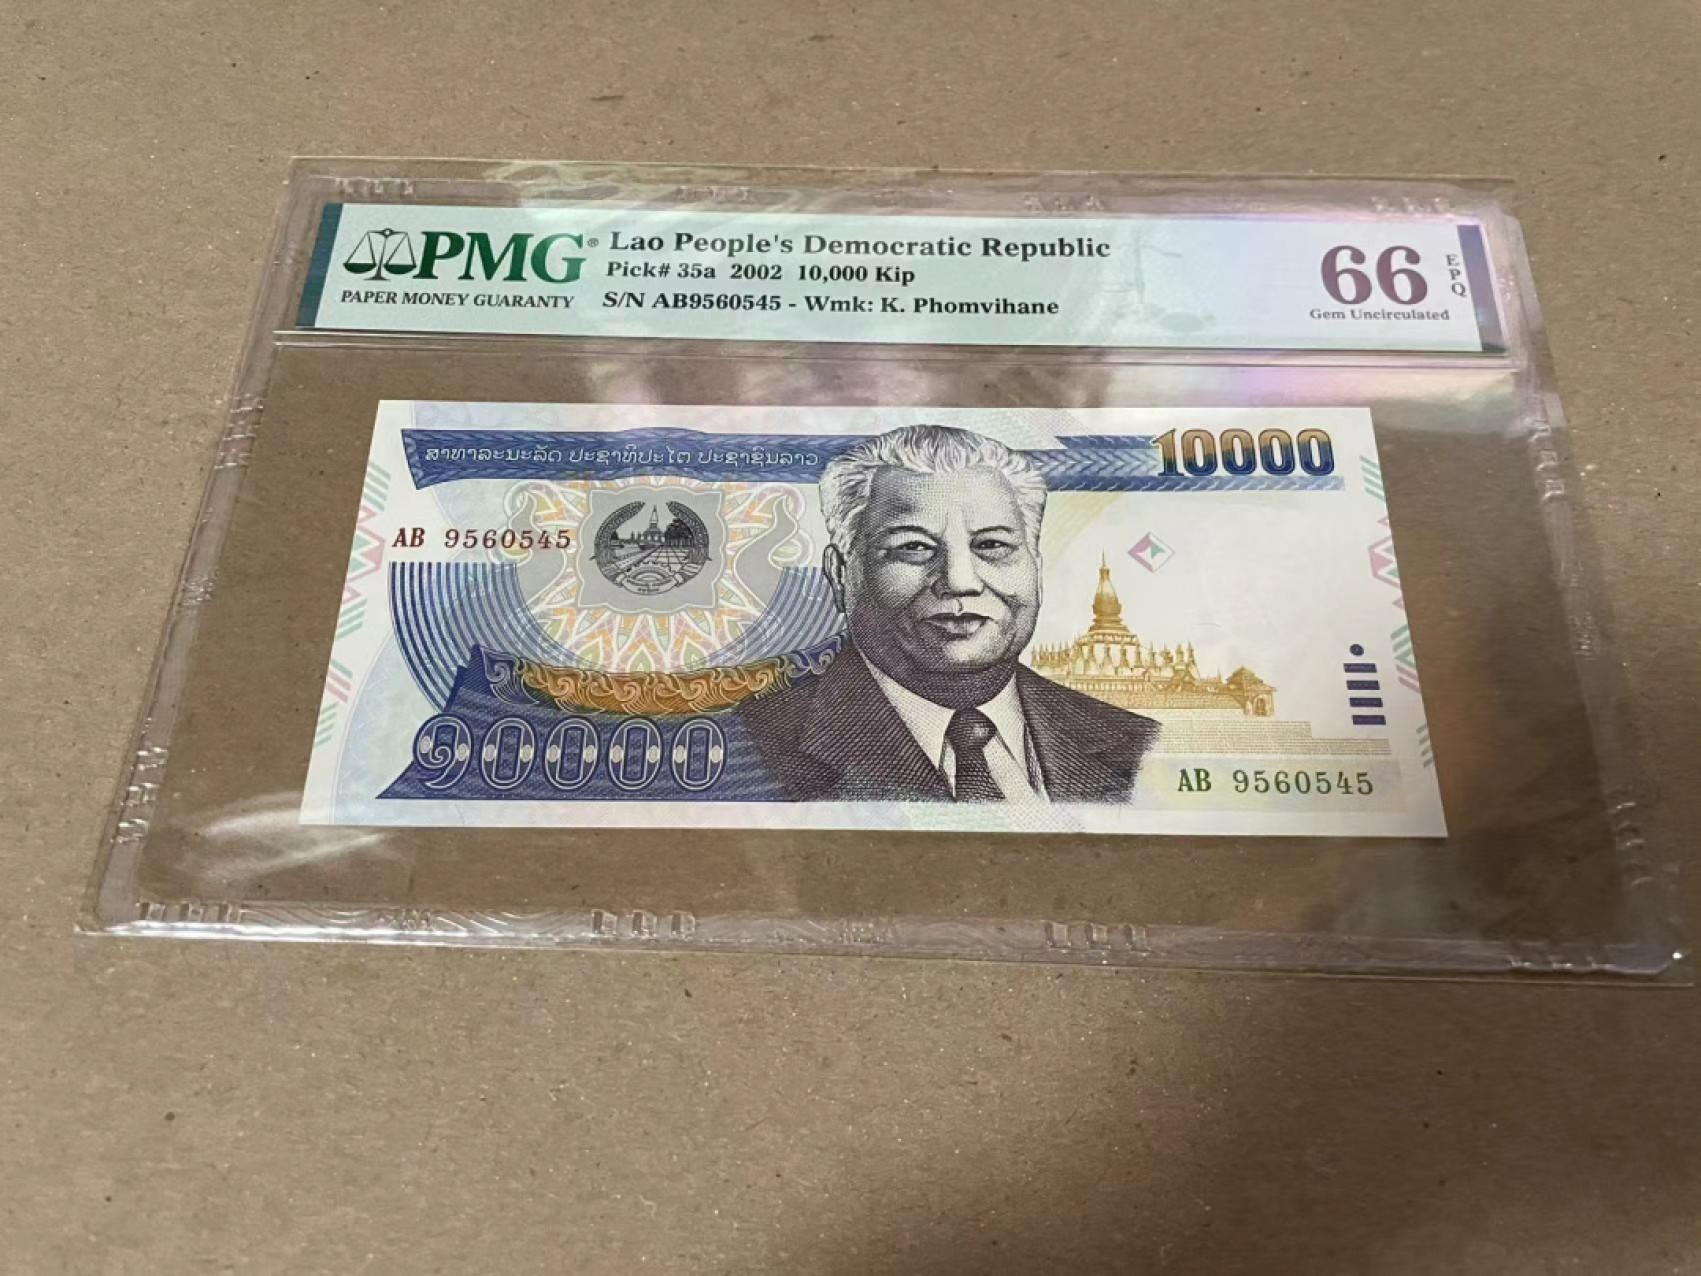 PMG®
PAPER MONEY GUARANTY
Lao People's Democratic Republic
Pick# 35a 2002 10,000 Kip
S/N AB9560545 - Wmk: K. Phomvihane
66
EPQ
Gem Uncirculated
ສາທາລະນະລັດ ປະຊາທິປະໄຕ ປະຊາຊົນລາວ
10000
AB 9560545
໑໐໐໐໐
AB 9560545